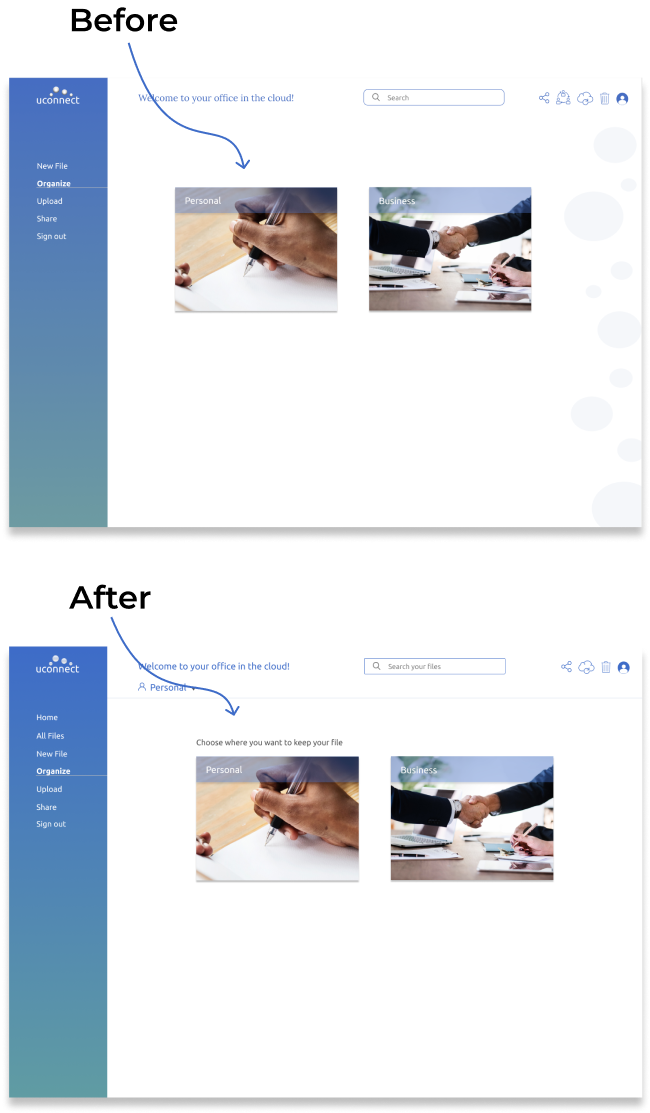 Before
uconnect
Welcome to your office in the cloud!
Search
New File
Organize
Upload
Share
Sign out
Personal
Business
After
uconnect
Welcome to your office in the cloud!
Search your files
Personal
Home
All Files
New File
Organize
Upload
Share
Sign out
Choose where you want to keep your file
Personal
Business